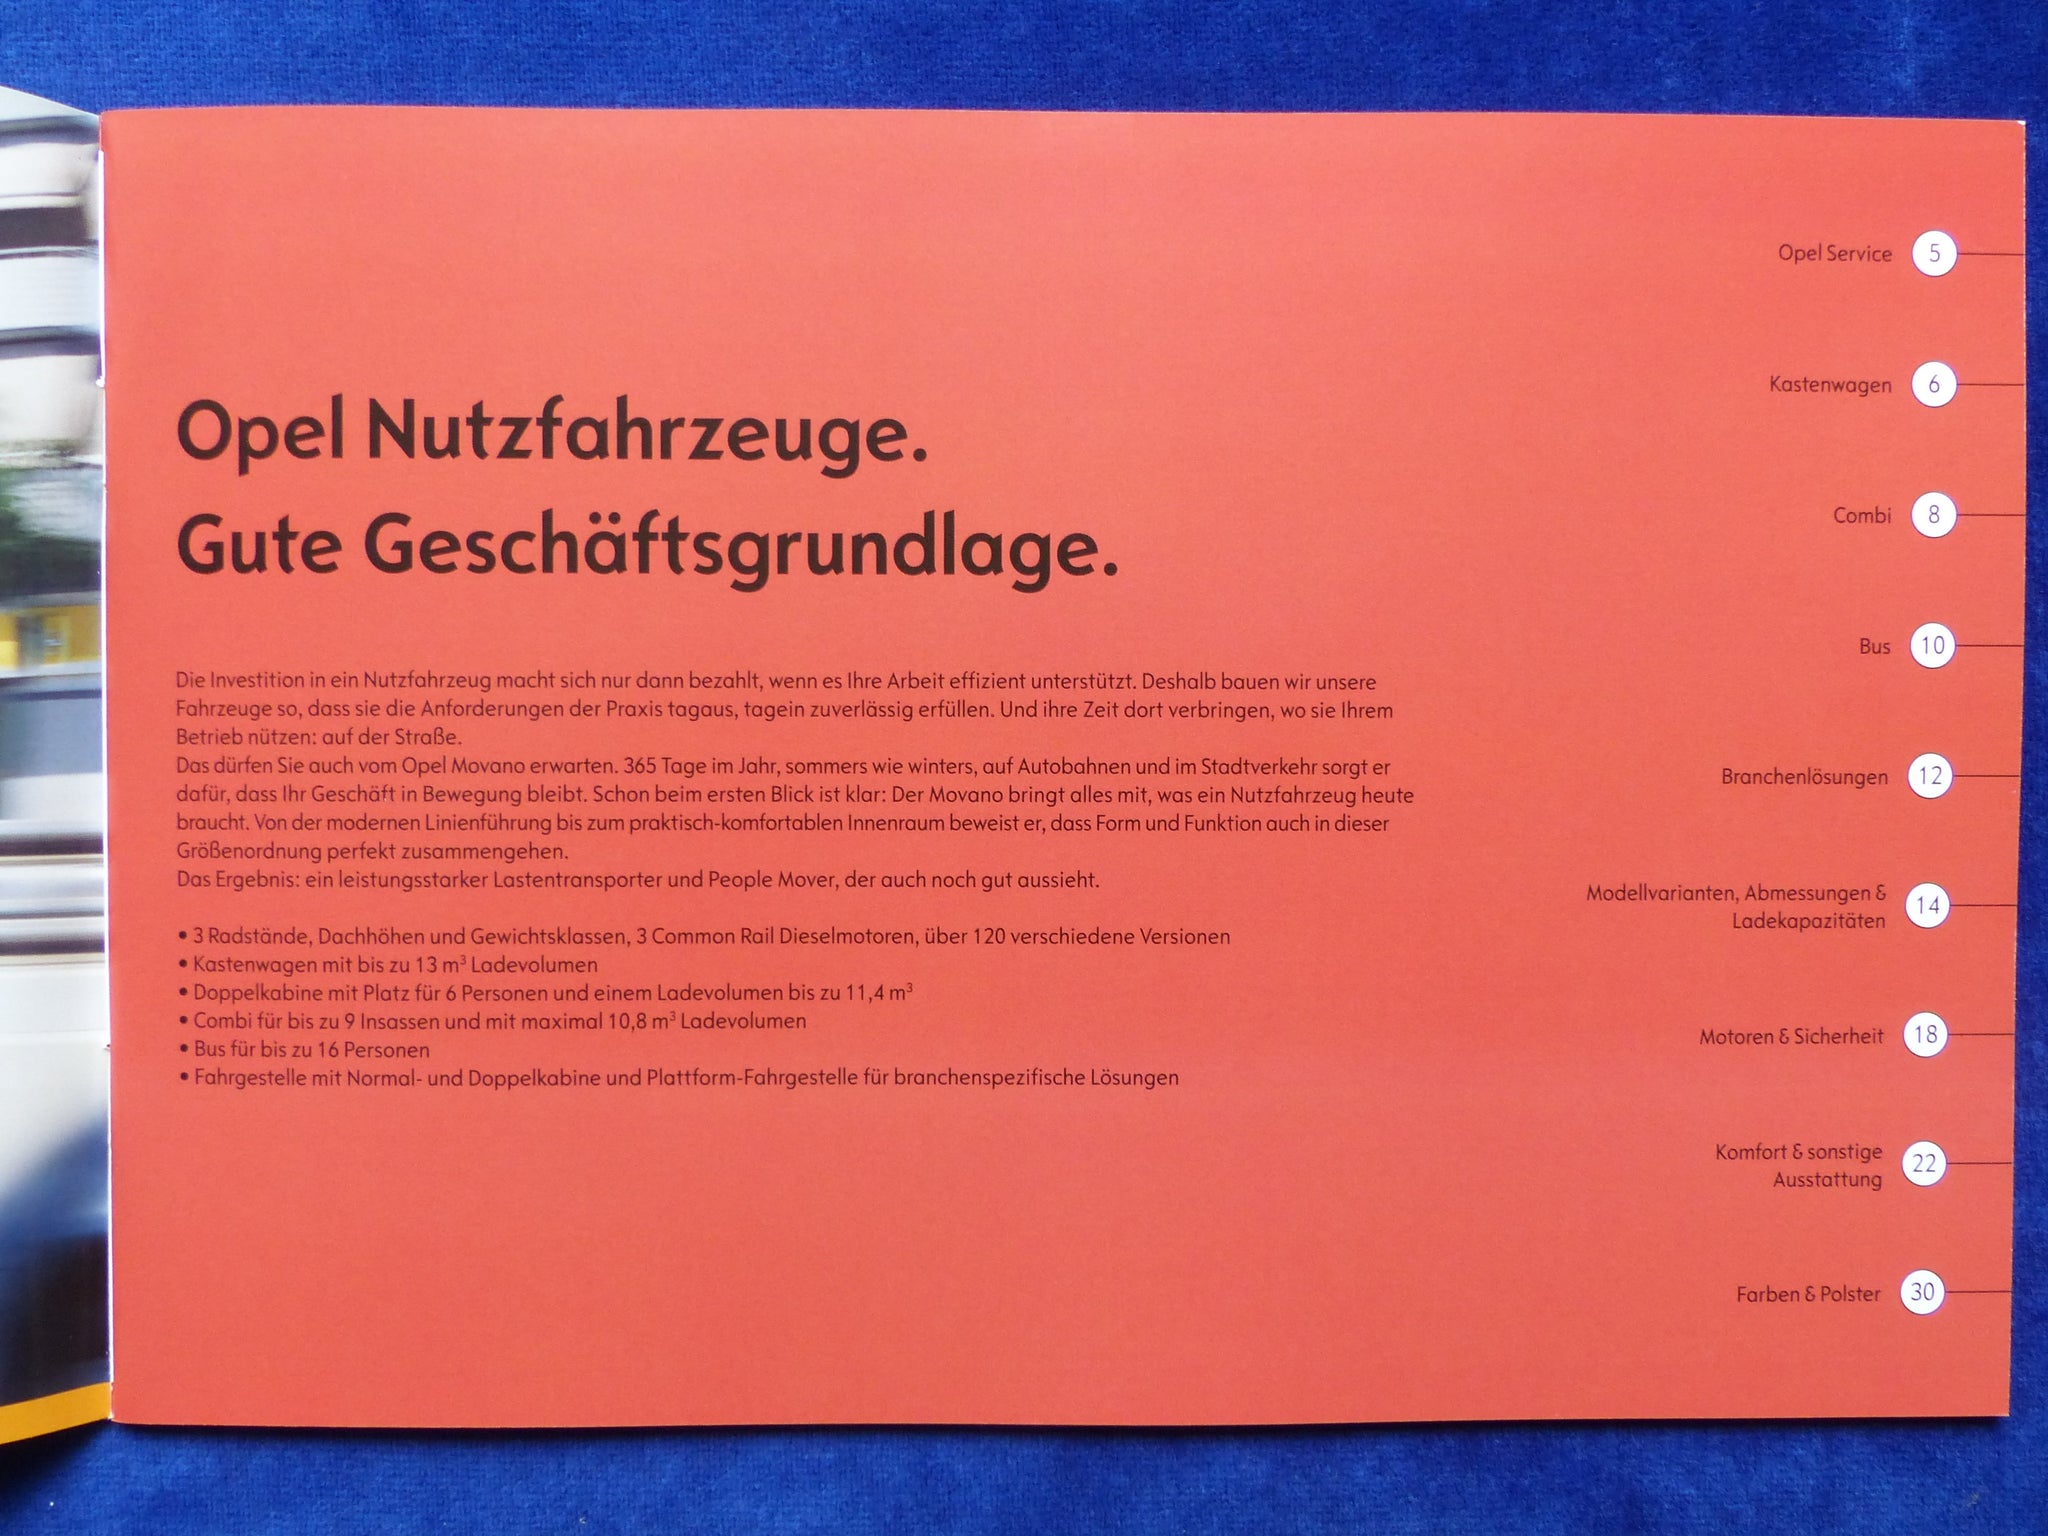 Opel Nutzfahrzeuge.
Gute Geschäftsgrundlage.
Die Investition in ein Nutzfahrzeug macht sich nur dann bezahlt, wenn es Ihre Arbeit effizient unterstützt. Deshalb bauen wir unsere
Fahrzeuge so, dass sie die Anforderungen der Praxis tagaus, tagein zuverlässig erfüllen. Und ihre Zeit dort verbringen, wo sie Ihrem
Betrieb nützen: auf der Straße.
Das dürfen Sie auch vom Opel Movano erwarten. 365 Tage im Jahr, sommers wie winters, auf Autobahnen und im Stadtverkehr sorgt er
dafür, dass Ihr Geschäft in Bewegung bleibt. Schon beim ersten Blick ist klar: Der Movano bringt alles mit, was ein Nutzfahrzeug heute
braucht. Von der modernen Linienführung bis zum praktisch-komfortablen Innenraum beweist er, dass Form und Funktion auch in dieser
Größenordnung perfekt zusammengehen.
Das Ergebnis: ein leistungsstarker Lastentransporter und People Mover, der auch noch gut aussieht.
• 3 Radstände, Dachhöhen und Gewichtsklassen, 3 Common Rail Dieselmotoren, über 120 verschiedene Versionen
• Kastenwagen mit bis zu 13 m³ Ladevolumen
• Doppelkabine mit Platz für 6 Personen und einem Ladevolumen bis zu 11,4 m³
• Combi für bis zu 9 Insassen und mit maximal 10,8 m³ Ladevolumen
• Bus für bis zu 16 Personen
• Fahrgestelle mit Normal- und Doppelkabine und Plattform-Fahrgestelle für branchenspezifische Lösungen
Opel Service 5
Kastenwagen 6
Combi 8
Bus 10
Branchenlösungen 12
Modellvarianten, Abmessungen &
Ladekapazitäten 14
Motoren & Sicherheit 18
Komfort & sonstige
Ausstattung 22
Farben & Polster 30